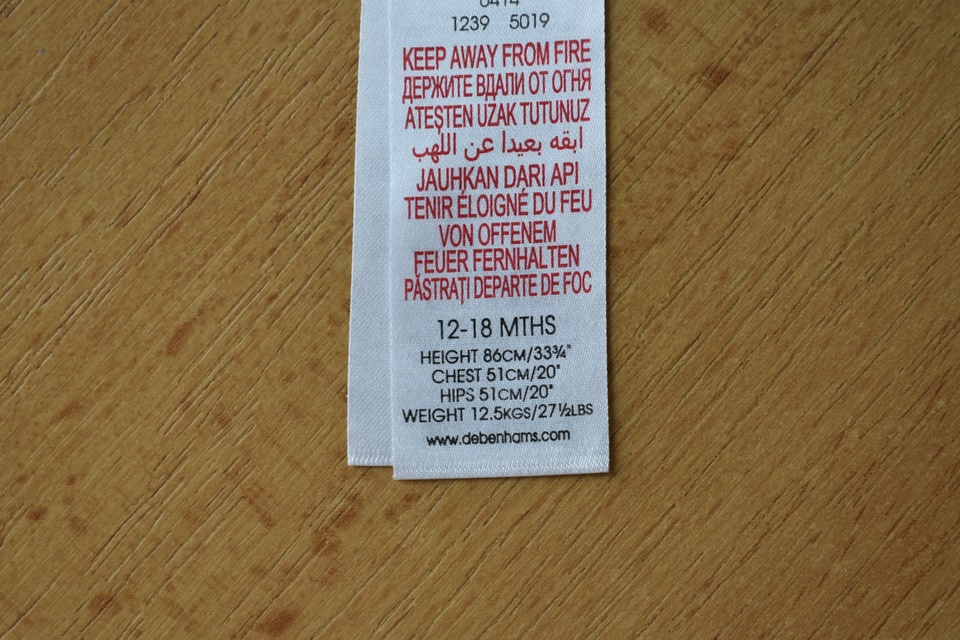 0414
1239 5019
KEEP AWAY FROM FIRE
ДЕРЖИТЕ ВДАЛИ ОТ ОГНЯ
ATEŞTEN UZAK TUTUNUZ
ابقه بعيدا عن اللهب
JAUHKAN DARI API
TENIR ÉLOIGNÉ DU FEU
VON OFFENEM
FEUER FERNHALTEN
PĂSTRAŢI DEPARTE DE FOC
12-18 MTHS
HEIGHT 86CM/33¾"
CHEST 51CM/20"
HIPS 51CM/20"
WEIGHT 12.5KGS/27½LBS
www.debenhams.com